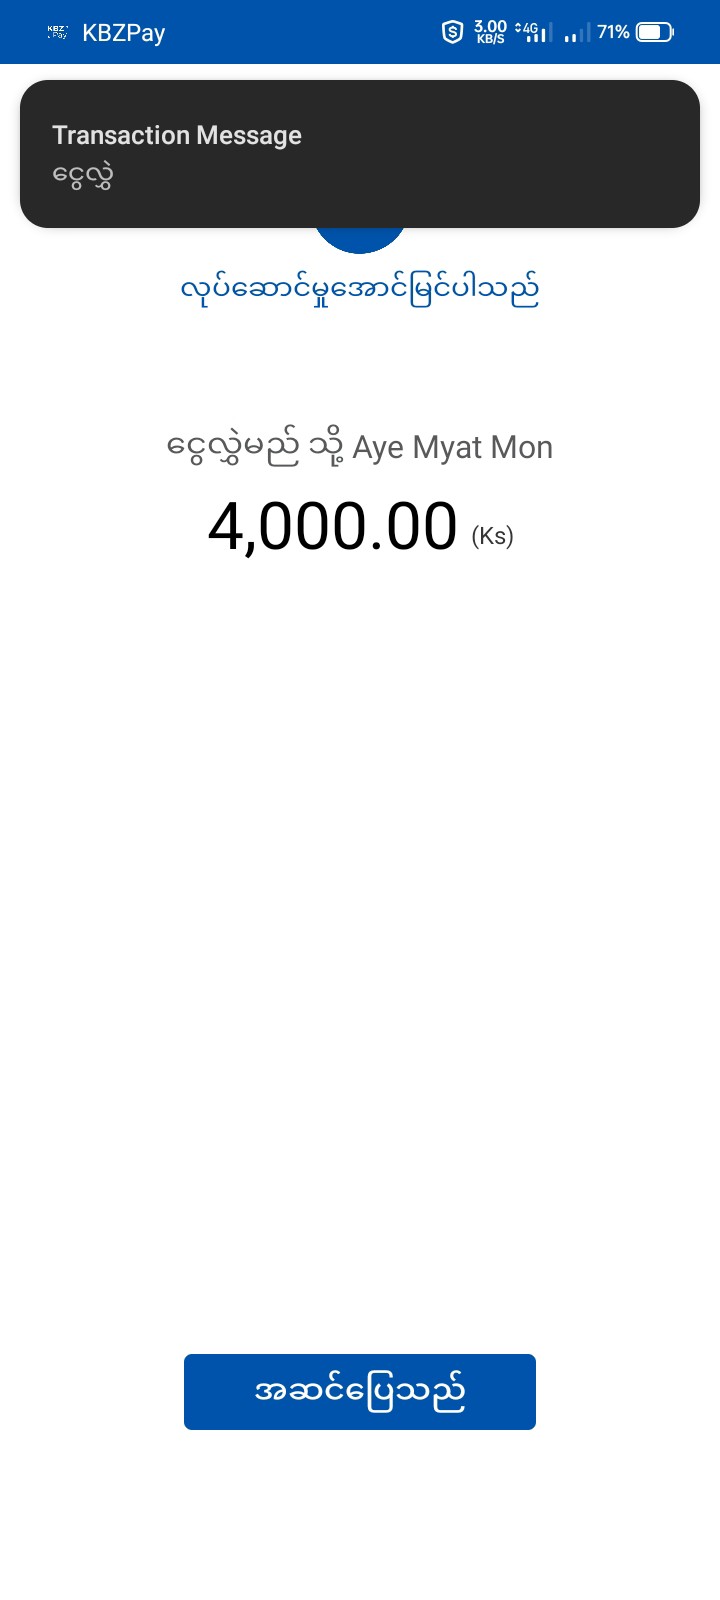 KBZPay 3.00 KB/S 4G 71%
Transaction Message
ငွေလွှဲ
လုပ်ဆောင်မှုအောင်မြင်ပါသည်
ငွေလွှဲမည် သို့ Aye Myat Mon
4,000.00 (Ks)
အဆင်ပြေသည်